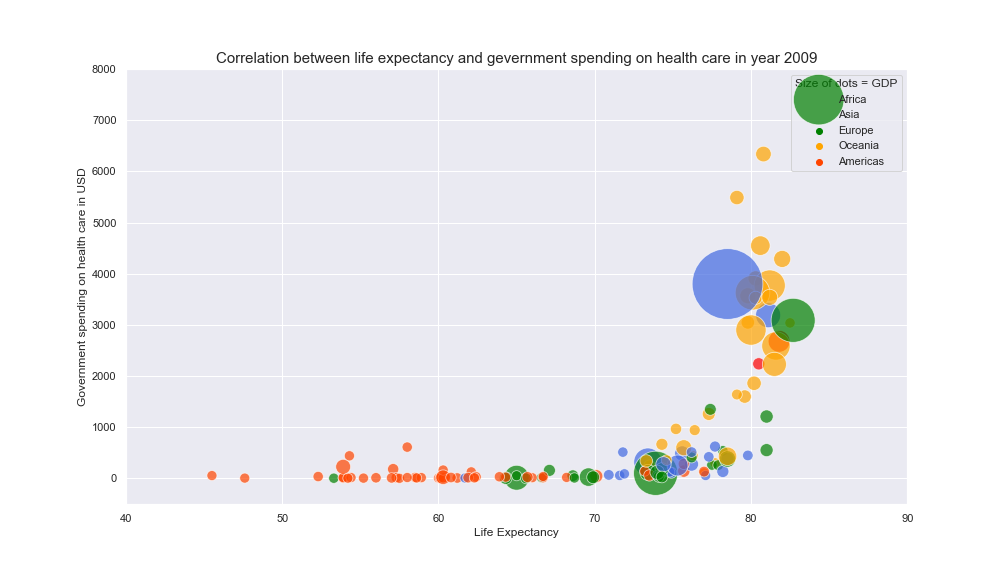 Correlation between life expectancy and gevernment spending on health care in year 2009
Size of dots = GDP
Africa
Asia
Europe
Oceania
Americas
Government spending on health care in USD
8000
7000
6000
5000
4000
3000
2000
1000
0
40 50 60 70 80 90
Life Expectancy